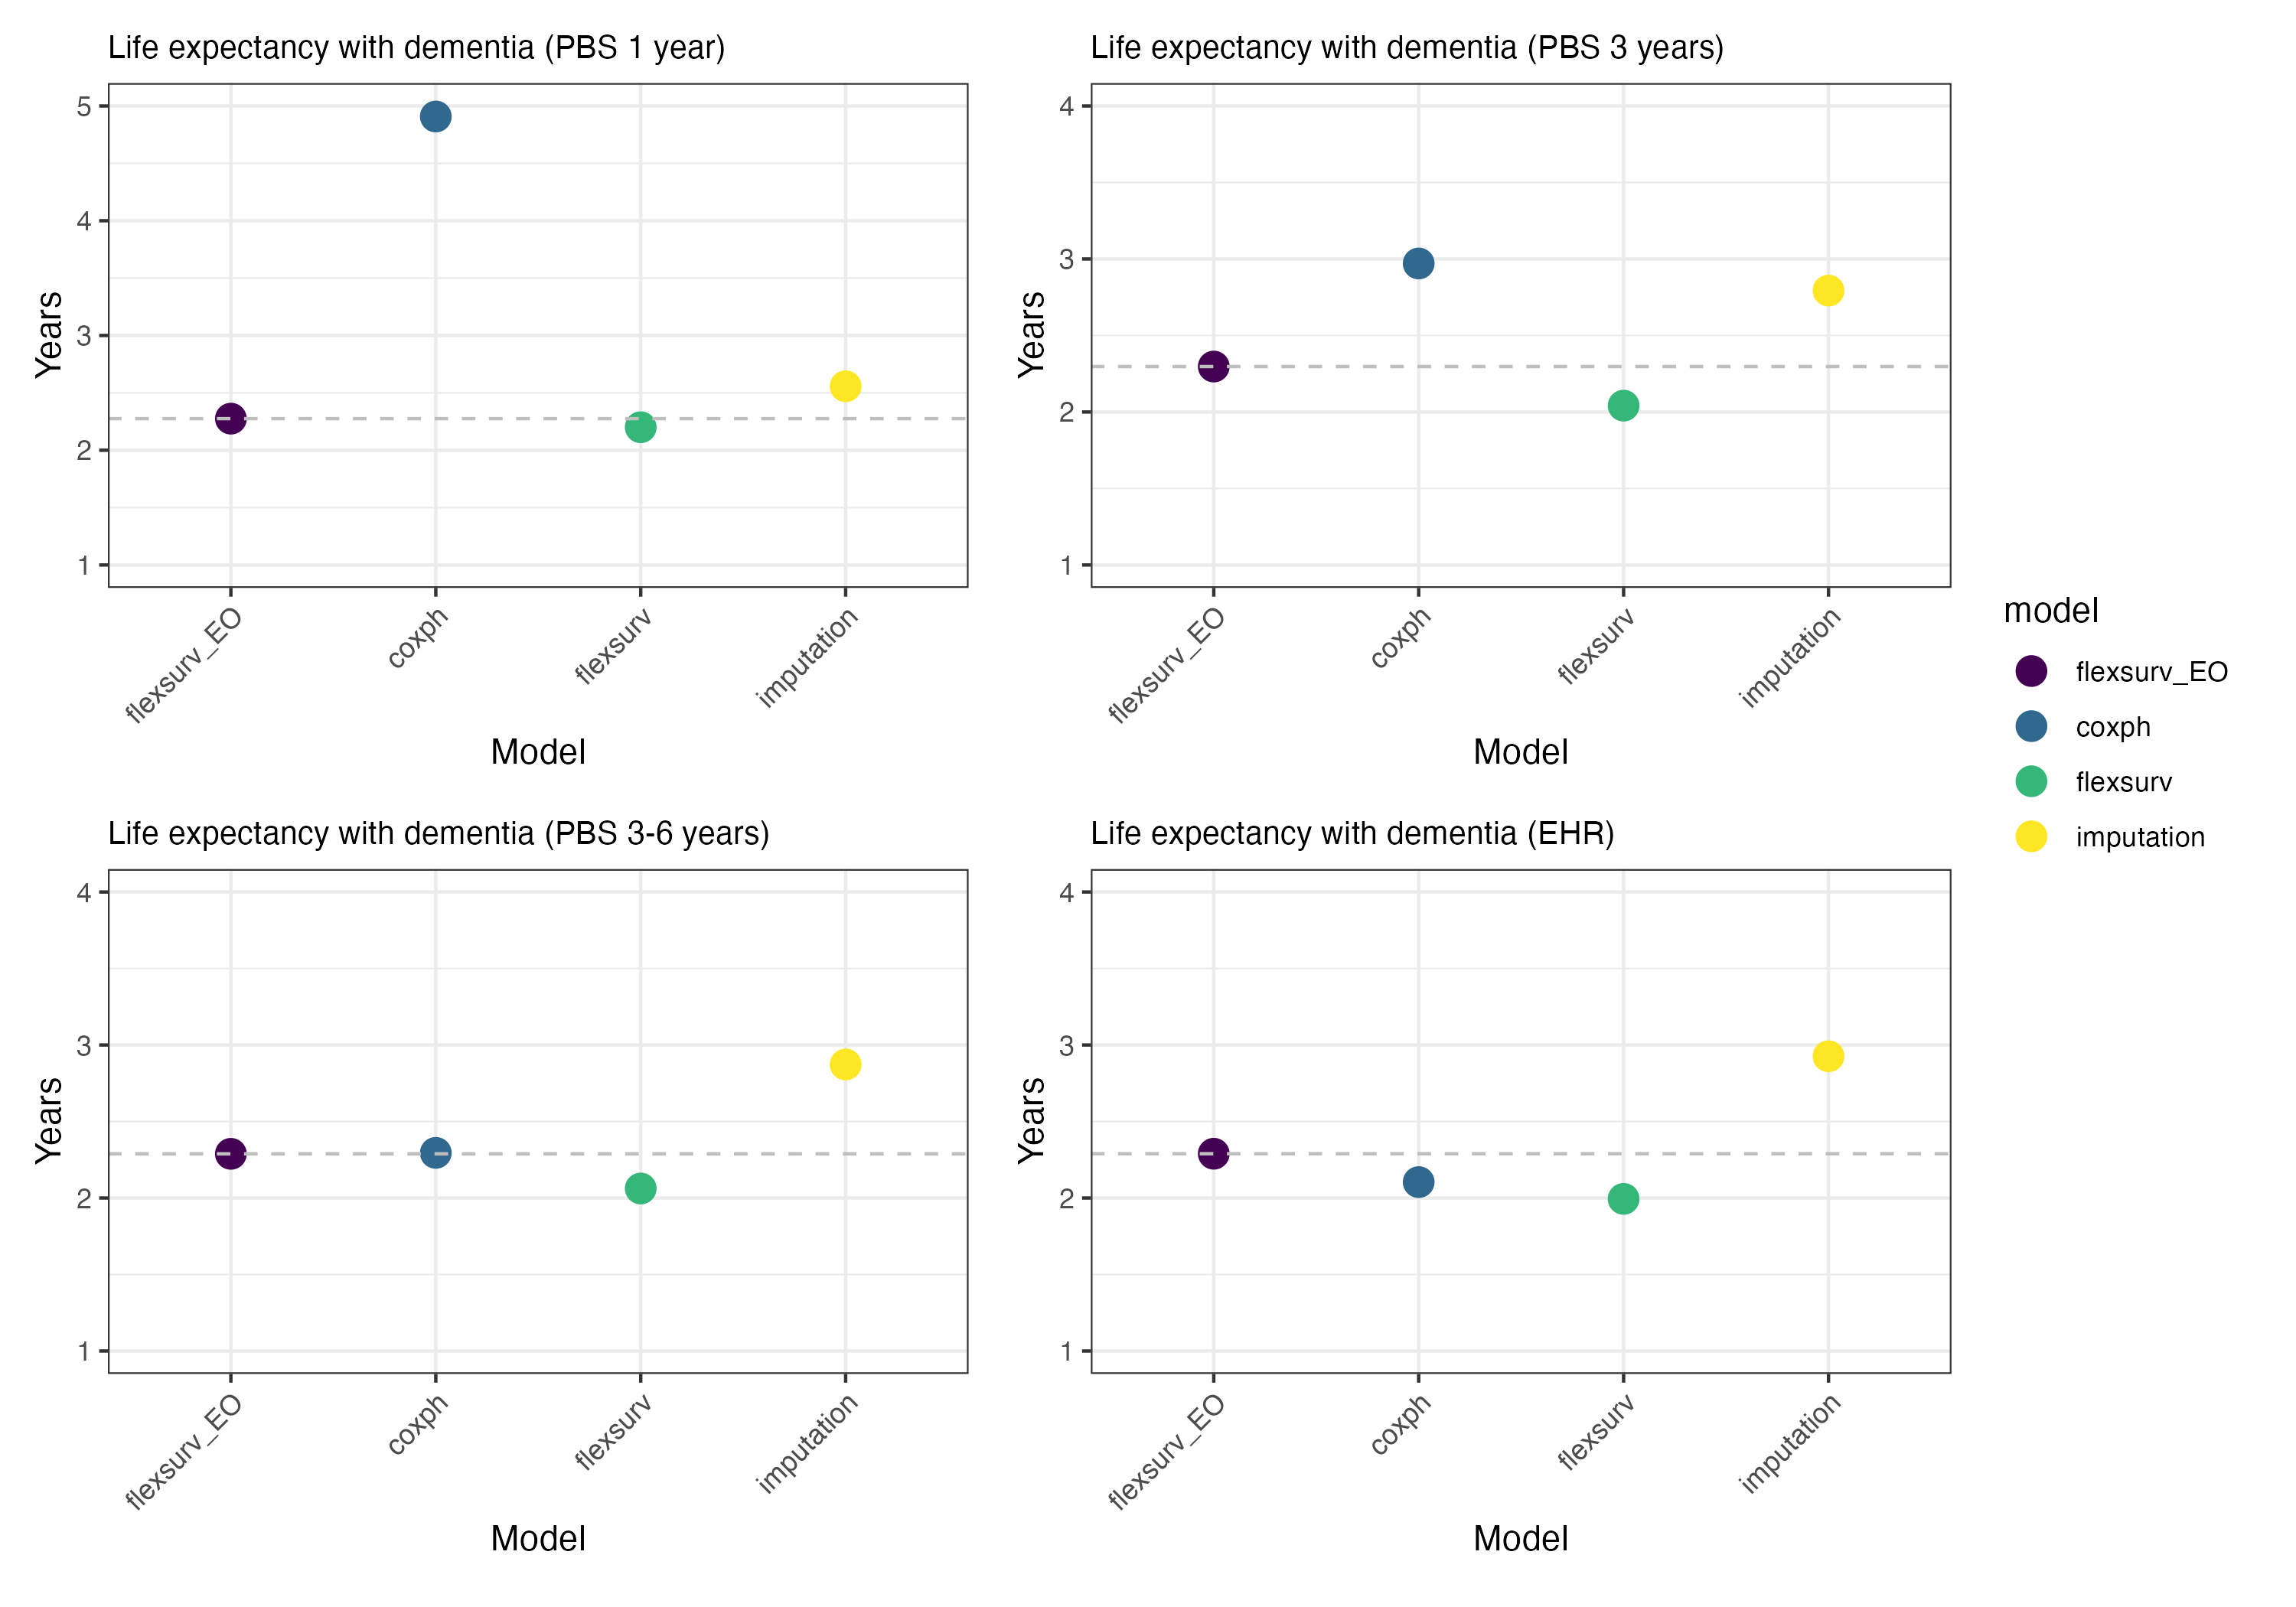 Life expectancy with dementia (PBS 1 year)
Years
5
4
3
2
1
flexsurv_EO
coxph
flexsurv
imputation
Model
Life expectancy with dementia (PBS 3 years)
Years
4
3
2
1
flexsurv_EO
coxph
flexsurv
imputation
Model
model
flexsurv_EO
coxph
flexsurv
imputation
Life expectancy with dementia (PBS 3-6 years)
Years
4
3
2
1
flexsurv_EO
coxph
flexsurv
imputation
Model
Life expectancy with dementia (EHR)
Years
4
3
2
1
flexsurv_EO
coxph
flexsurv
imputation
Model